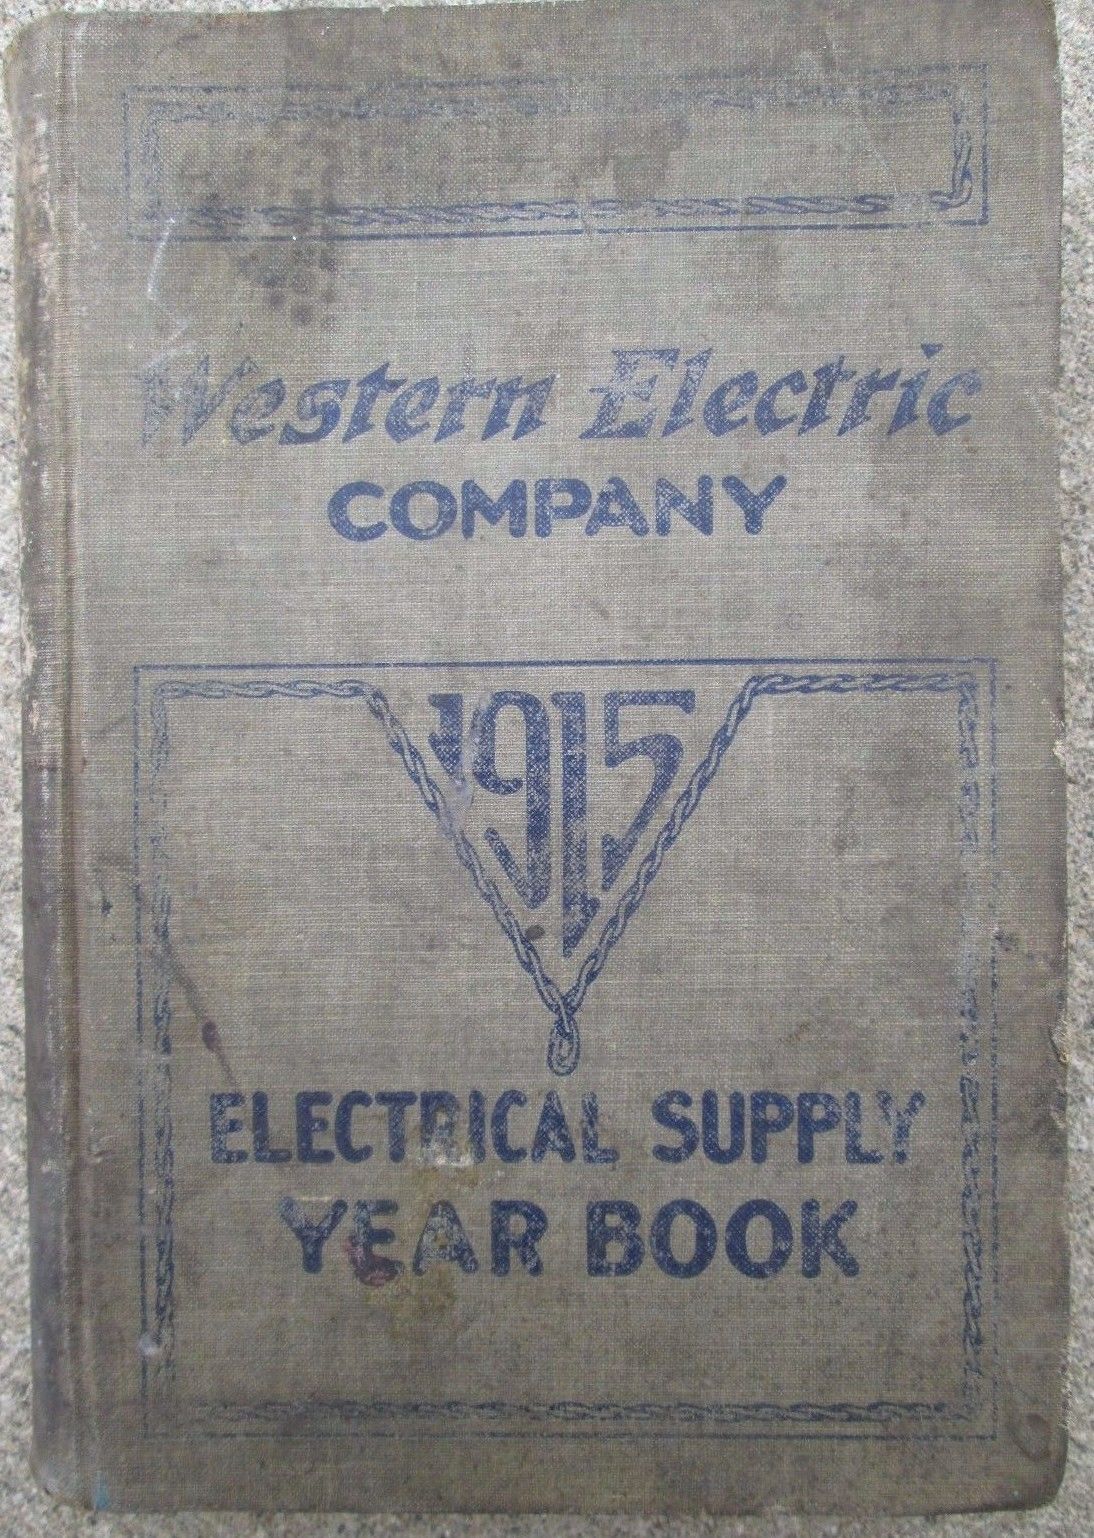 Western Electric
COMPANY
1915
ELECTRICAL SUPPLY
YEAR BOOK